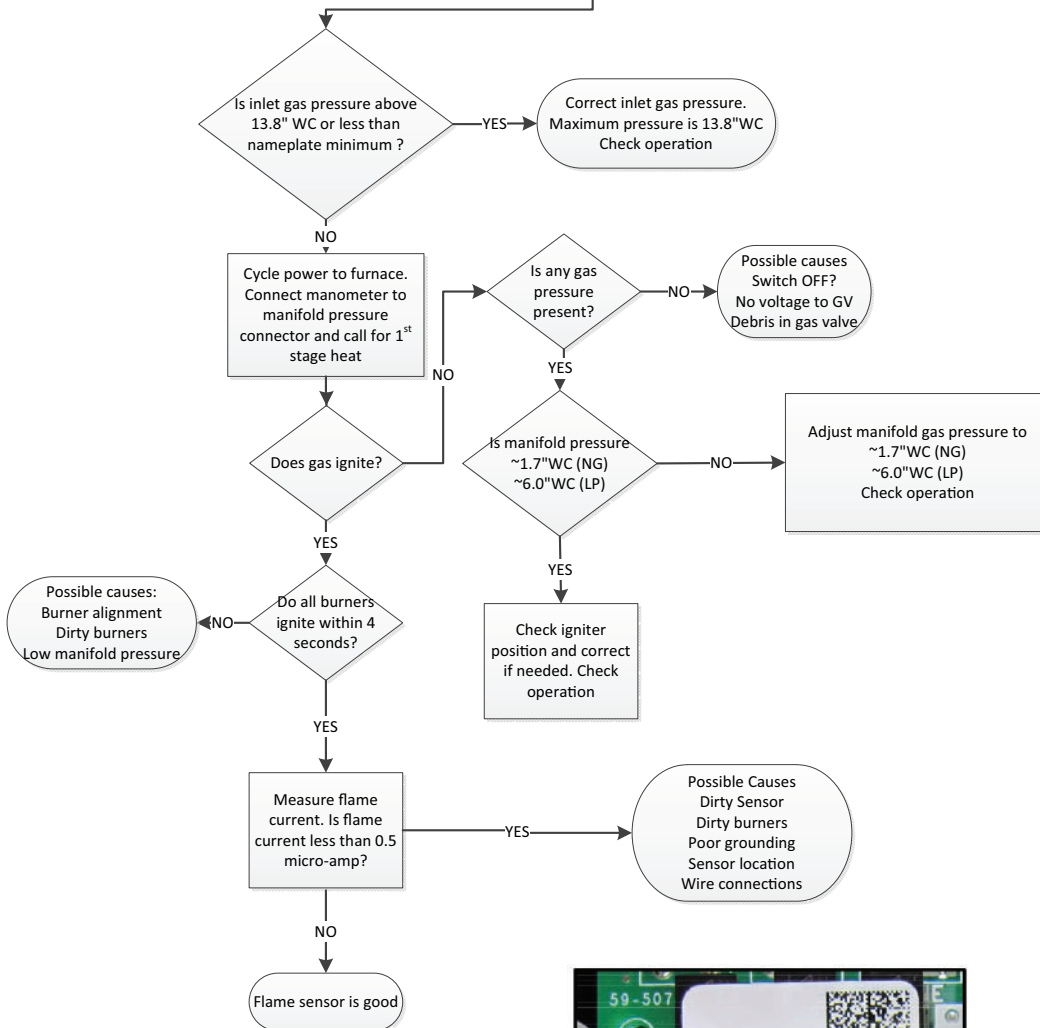 Is inlet gas pressure above
13.8" WC or less than
nameplate minimum ?
YES
Correct inlet gas pressure.
Maximum pressure is 13.8"WC
Check operation
NO
Cycle power to furnace.
Connect manometer to
manifold pressure
connector and call for 1st
stage heat
NO
Is any gas
pressure
present?
NO
Possible causes
Switch OFF?
No voltage to GV
Debris in gas valve
YES
Does gas ignite?
Is manifold pressure
~1.7"WC (NG)
~6.0"WC (LP)
NO
Adjust manifold gas pressure to
~1.7"WC (NG)
~6.0"WC (LP)
Check operation
YES
YES
Do all burners
ignite within 4
seconds?
NO
Possible causes:
Burner alignment
Dirty burners
Low manifold pressure
Check igniter
position and correct
if needed. Check
operation
YES
Measure flame
current. Is flame
current less than 0.5
micro-amp?
YES
Possible Causes
Dirty Sensor
Dirty burners
Poor grounding
Sensor location
Wire connections
NO
Flame sensor is good
59-507
E